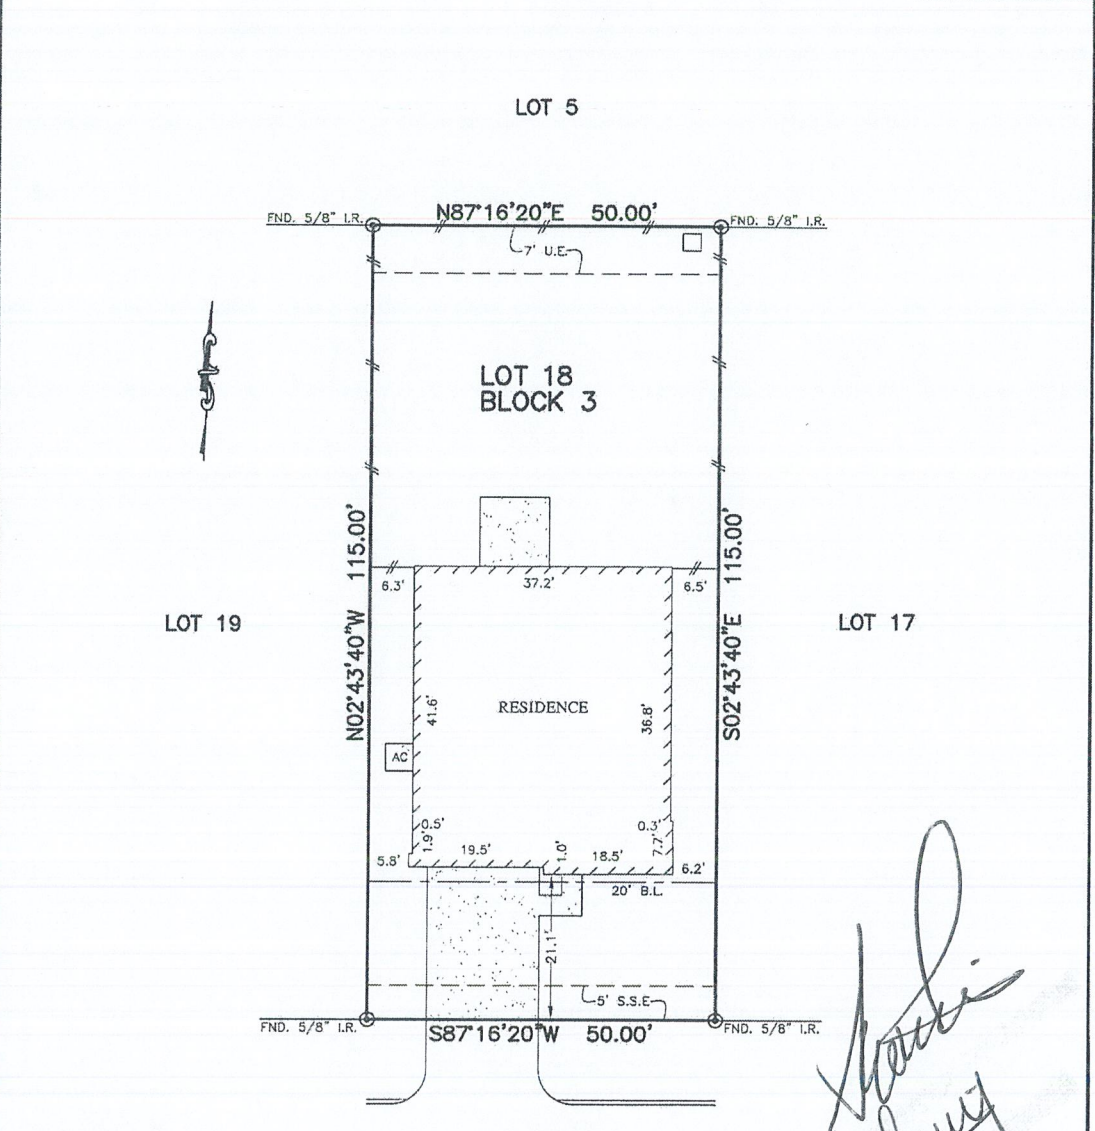 LOT 5
N87°16'20"E 50.00'
FND. 5/8" I.R.
FND. 5/8" I.R.
7' U.E.
LOT 18
BLOCK 3
N02°43'40"W 115.00'
S02°43'40"E 115.00'
6.3'
37.2'
6.5'
LOT 19
LOT 17
41.6'
RESIDENCE
36.8'
AC
0.5'
0.3'
1.9'
19.5'
1.0'
18.5'
7.7'
5.8'
6.2'
20' B.L.
21.1'
5' S.S.E
FND. 5/8" I.R.
S87°16'20"W 50.00'
FND. 5/8" I.R.